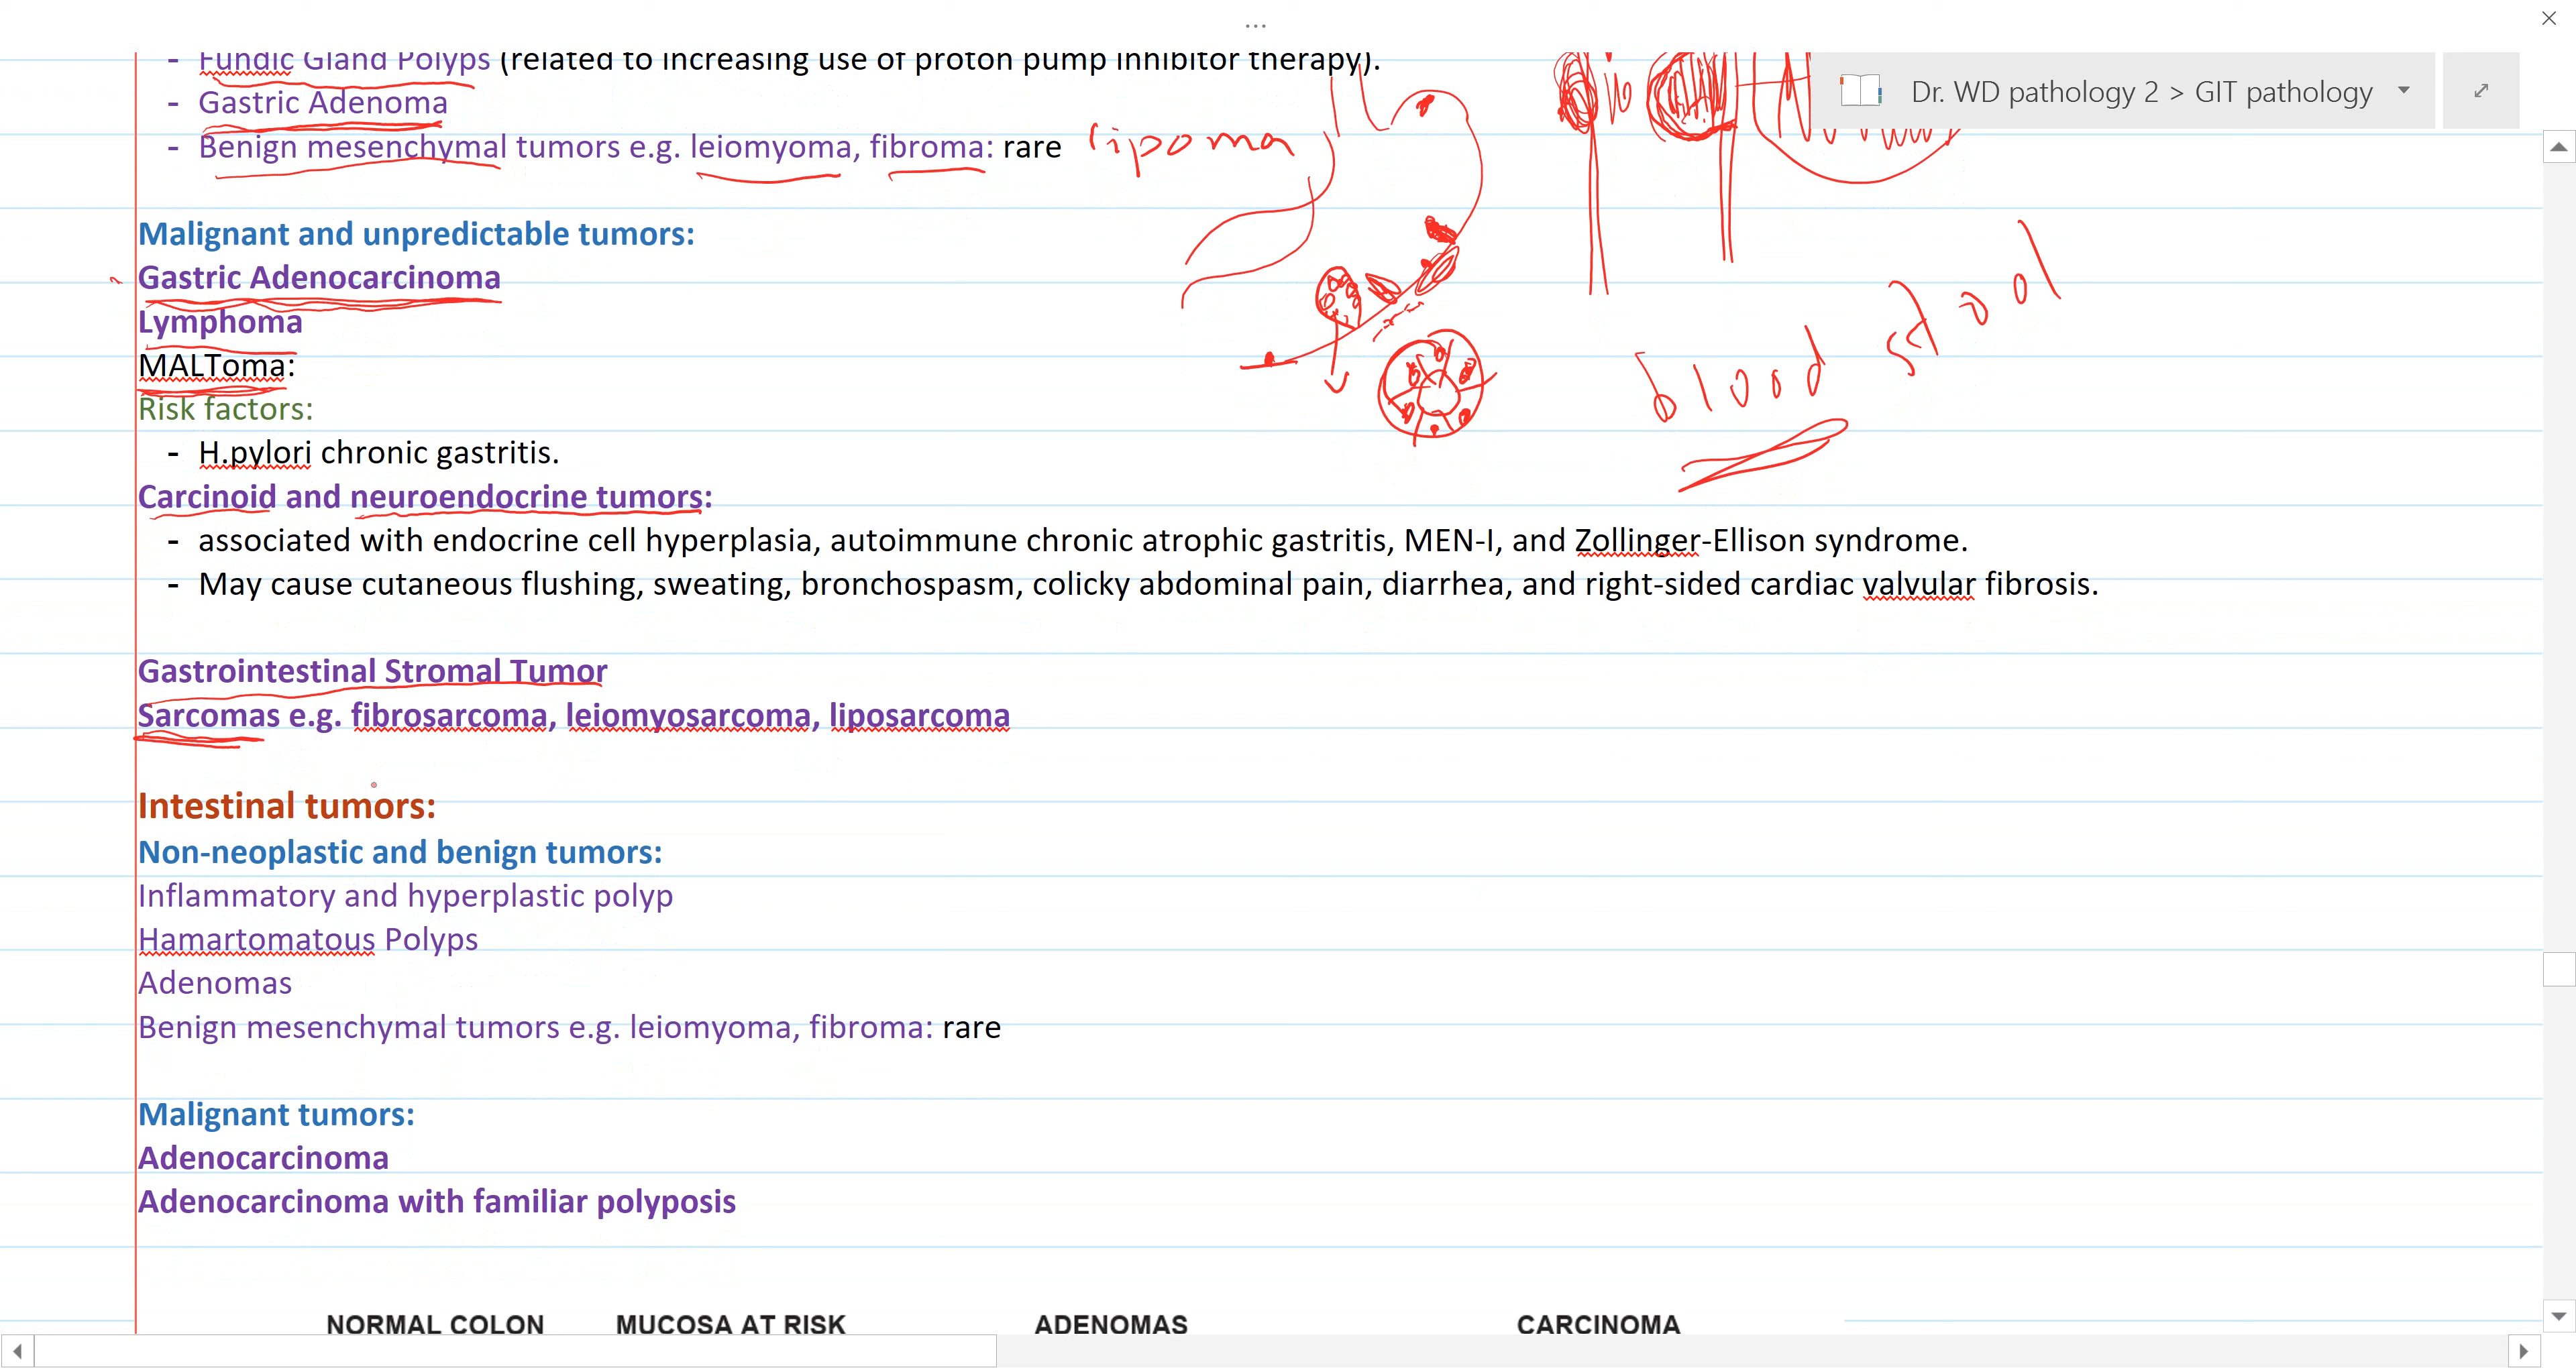 ...
Dr. WD pathology 2 > GIT pathology
- Fundic Gland Polyps (related to increasing use of proton pump inhibitor therapy).
- Gastric Adenoma
- Benign mesenchymal tumors e.g. leiomyoma, fibroma: rare lipoma
Malignant and unpredictable tumors:
Gastric Adenocarcinoma
Lymphoma
MALToma:
Risk factors:
- H.pylori chronic gastritis.
blood stool
Carcinoid and neuroendocrine tumors:
- associated with endocrine cell hyperplasia, autoimmune chronic atrophic gastritis, MEN-I, and Zollinger-Ellison syndrome.
- May cause cutaneous flushing, sweating, bronchospasm, colicky abdominal pain, diarrhea, and right-sided cardiac valvular fibrosis.
Gastrointestinal Stromal Tumor
Sarcomas e.g. fibrosarcoma, leiomyosarcoma, liposarcoma
Intestinal tumors:
Non-neoplastic and benign tumors:
Inflammatory and hyperplastic polyp
Hamartomatous Polyps
Adenomas
Benign mesenchymal tumors e.g. leiomyoma, fibroma: rare
Malignant tumors:
Adenocarcinoma
Adenocarcinoma with familiar polyposis
NORMAL COLON MUCOSA AT RISK ADENOMAS CARCINOMA